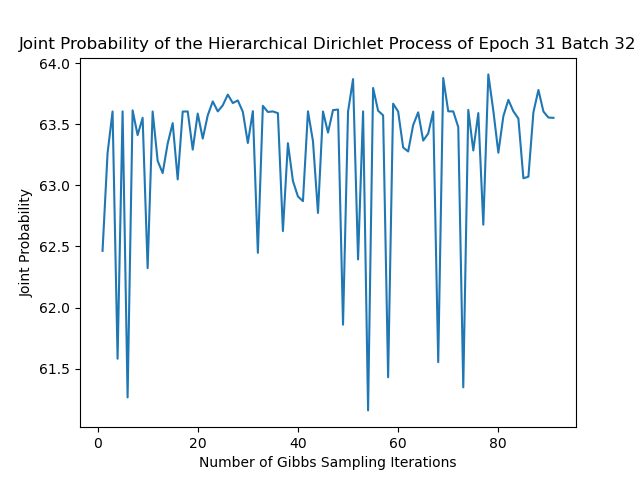 Joint Probability of the Hierarchical Dirichlet Process of Epoch 31 Batch 32
64.0
63.5
63.0
62.5
62.0
61.5
Joint Probability
0 20 40 60 80
Number of Gibbs Sampling Iterations